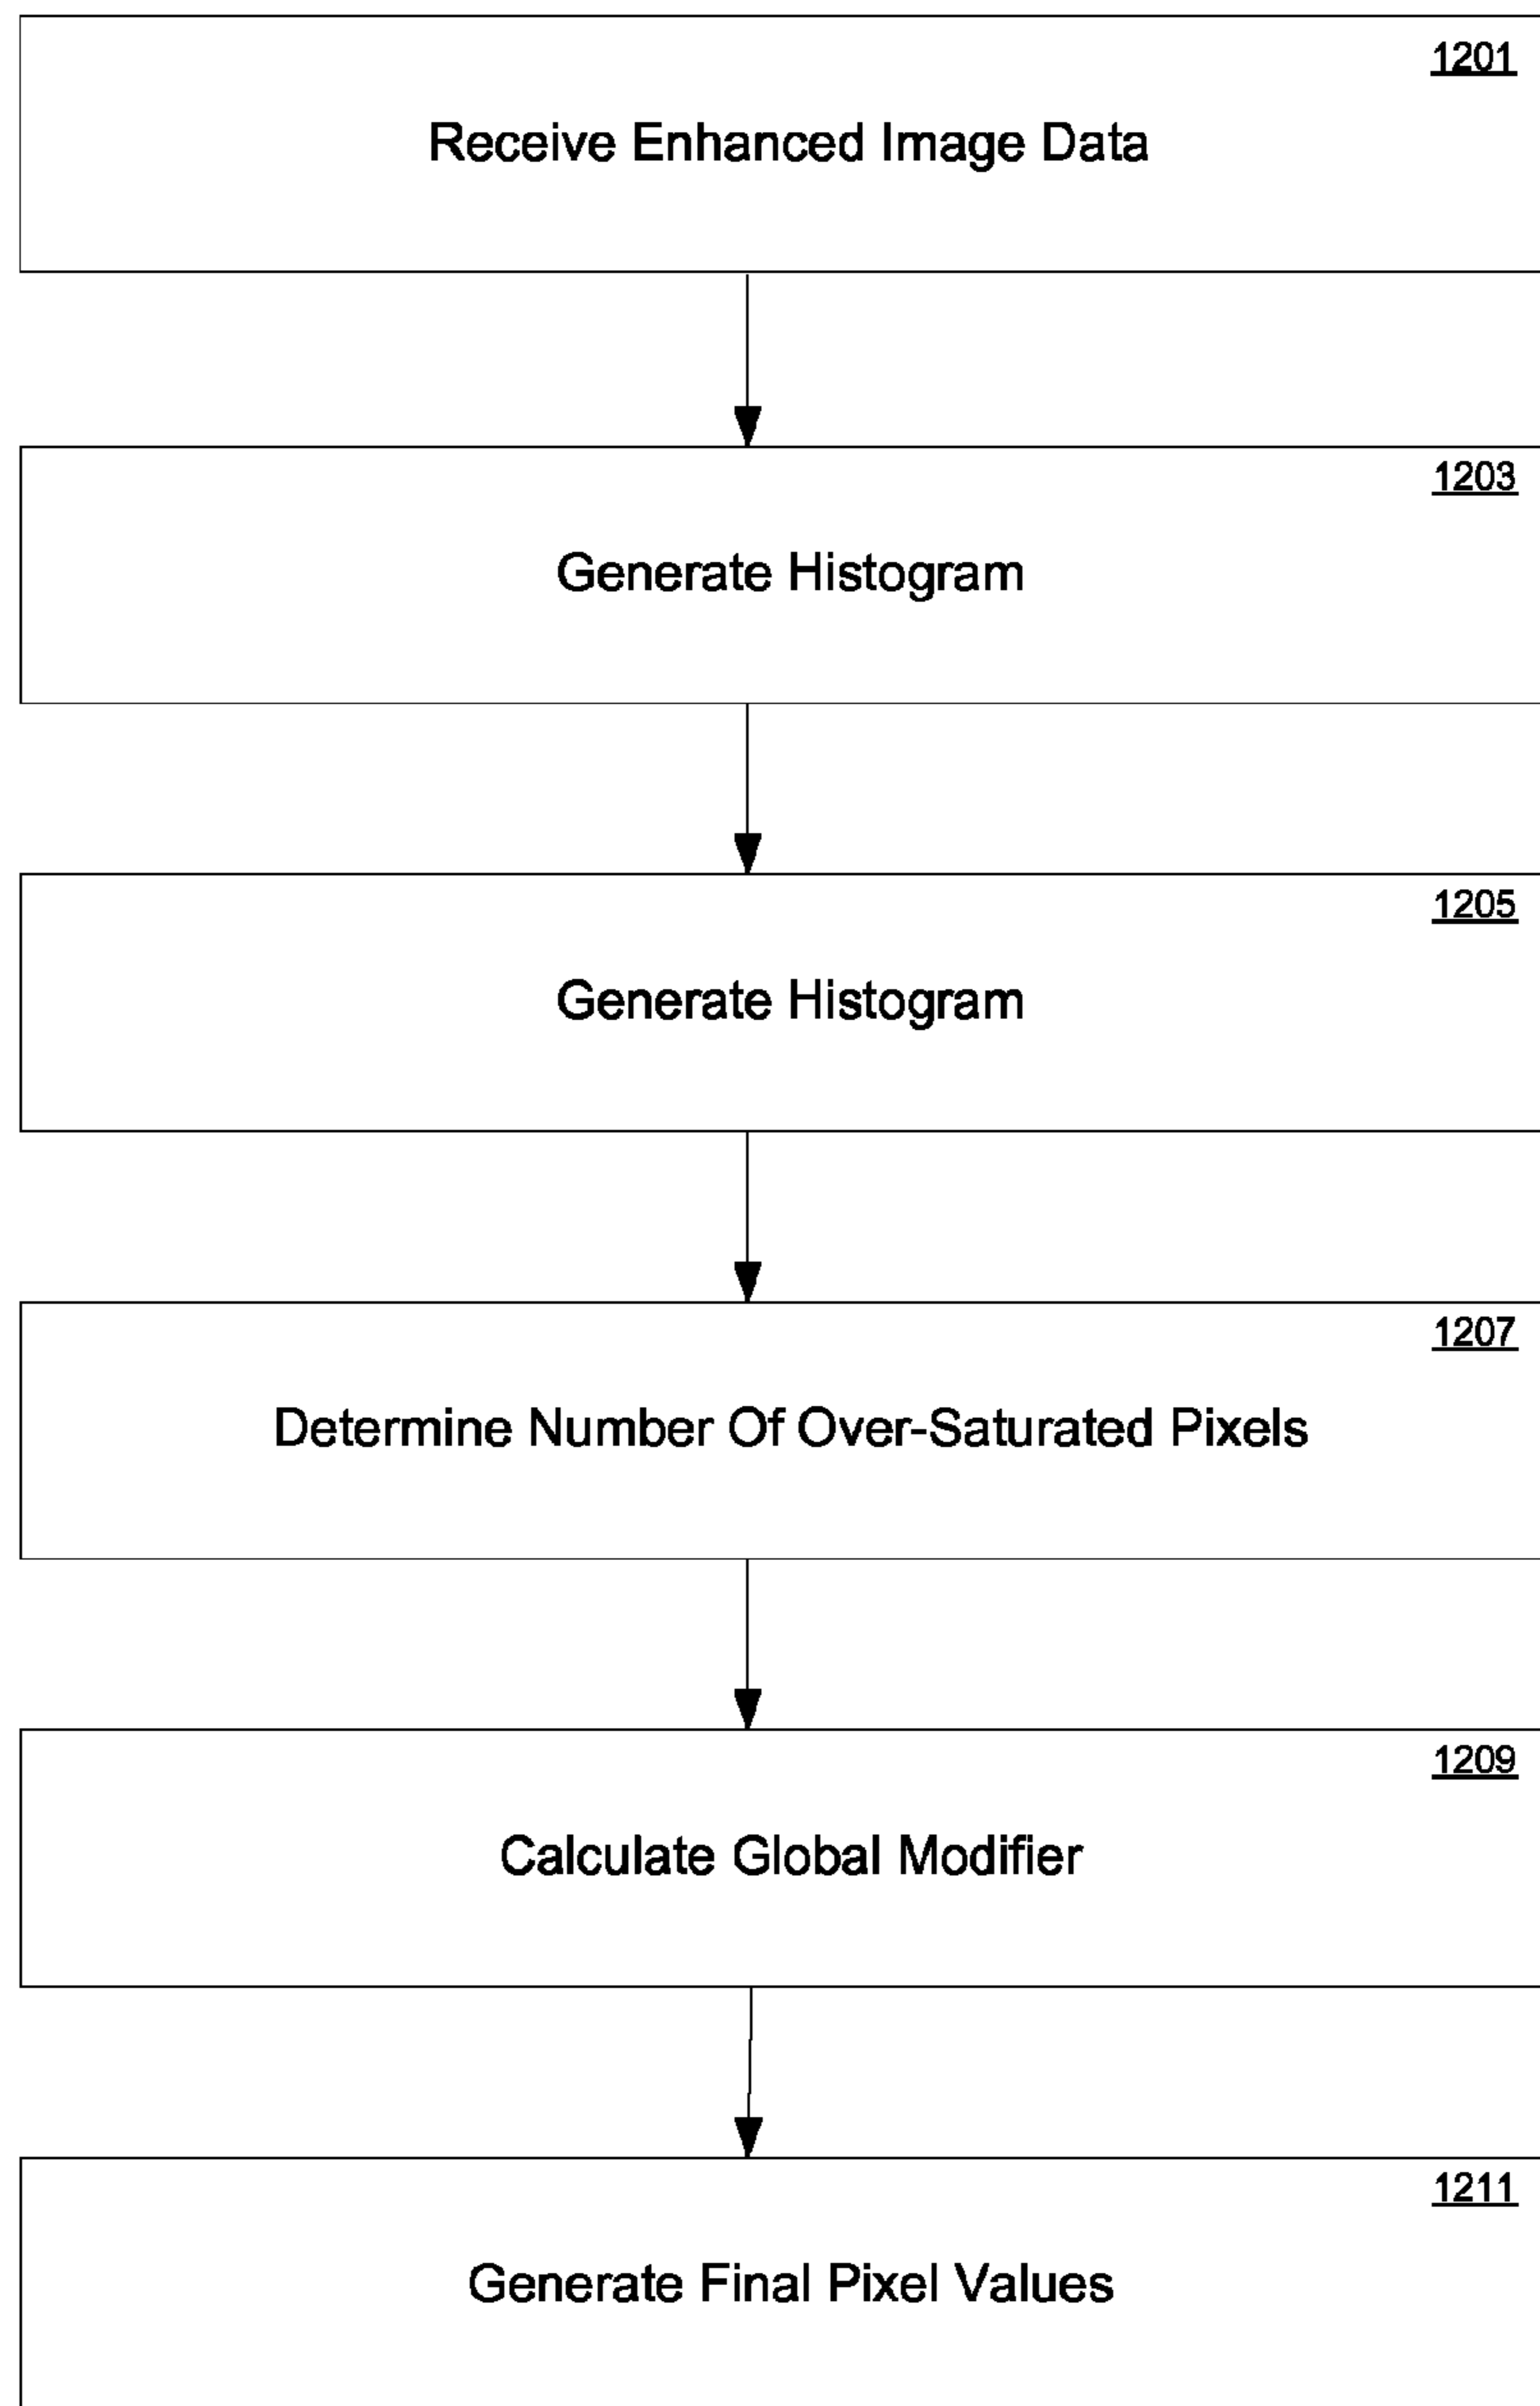 1201
Receive Enhanced Image Data
1203
Generate Histogram
1205
Generate Histogram
1207
Determine Number Of Over-Saturated Pixels
1209
Calculate Global Modifier
1211
Generate Final Pixel Values